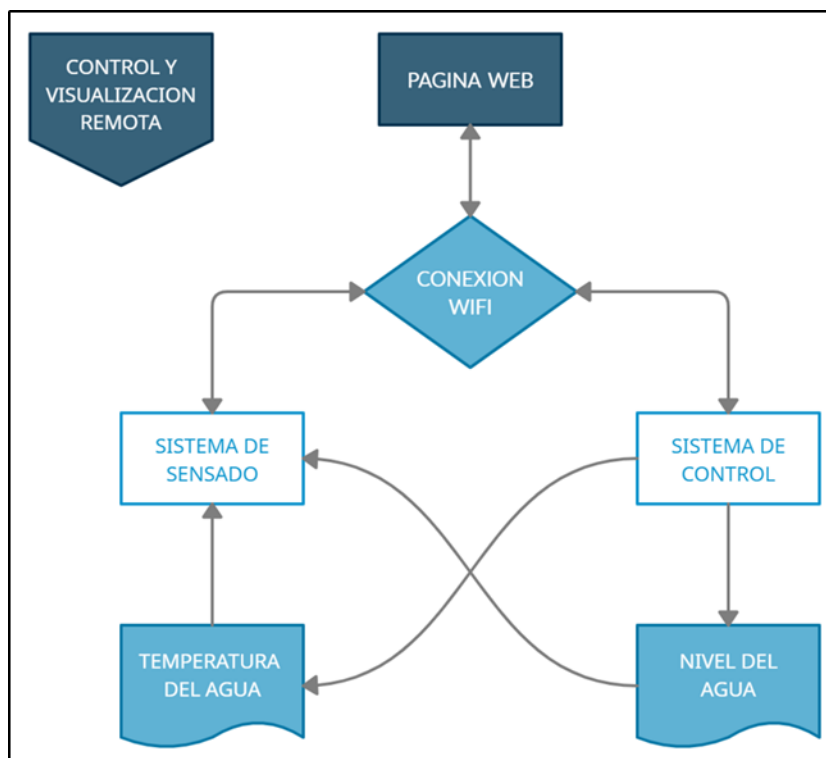 CONTROL Y
VISUALIZACION
REMOTA
PAGINA WEB
CONEXION
WIFI
SISTEMA DE
SENSADO
SISTEMA DE
CONTROL
TEMPERATURA
DEL AGUA
NIVEL DEL
AGUA